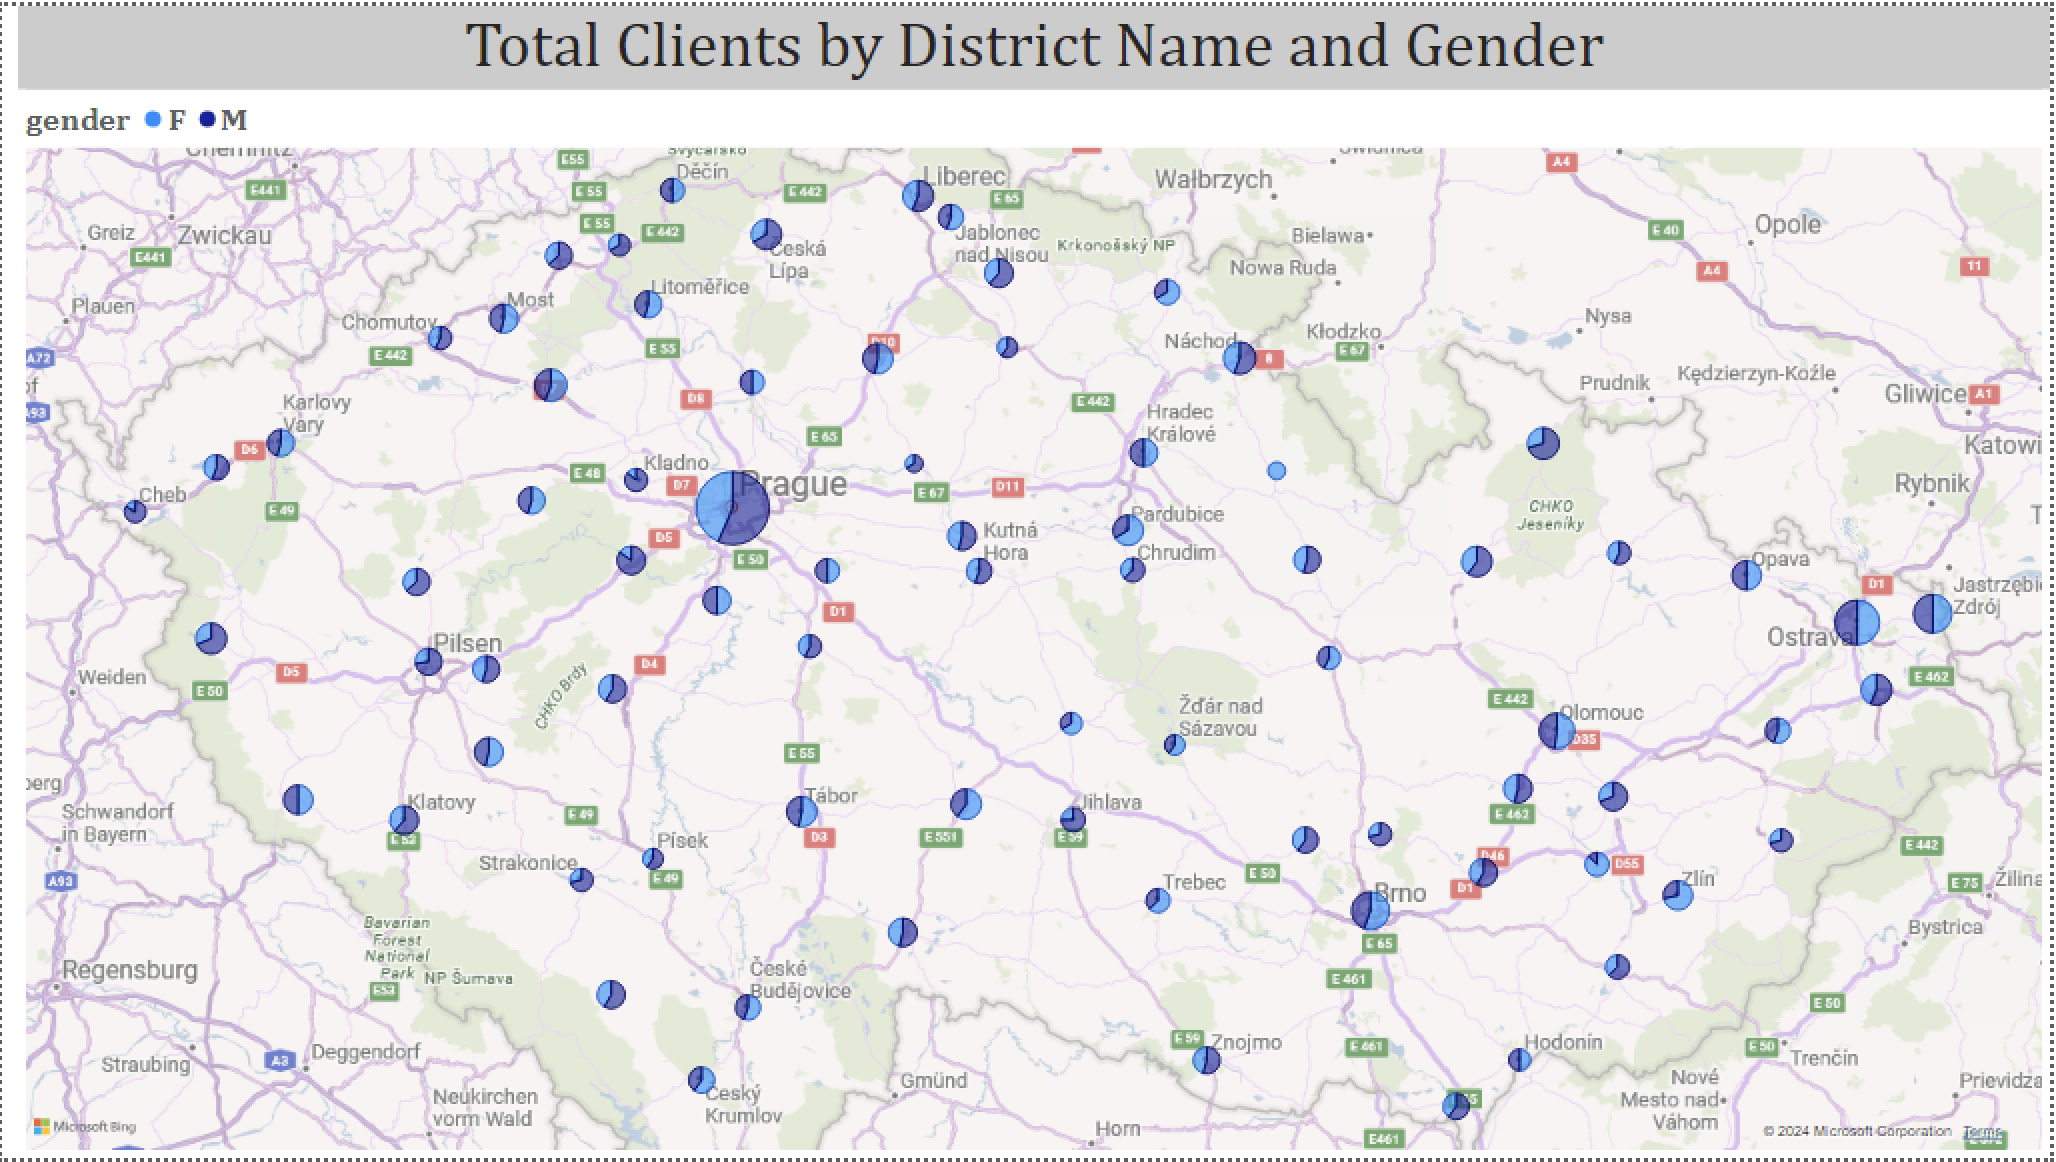 Total Clients by District Name and Gender
gender F M
Chemnitz
E55
Švýcarsko
Děčín
E441
E 55
E 442
Liberec
E 65
Wałbrzych
Świdnica
A4
Greiz
Zwickau
E441
E 55
E 442
Česká
Lípa
Jablonec
nad Nisou
Krkonošský NP
Bielawa
E 40
Opole
Nowa Ruda
A4
11
Plauen
Most
Litoměřice
Chomutov
E 442
A72
E 55
D10
Náchod
8
Kłodzko
E 67
Nysa
Prudnik
Kędzierzyn-Koźle
Gliwice
A1
of
A93
Karlovy
Vary
D8
E 442
Hradec
Králové
Katowi
D6
E 65
Kladno
E 48
D7
Prague
E 67
D11
Rybnik
Cheb
E 49
CHKO
Jeseníky
Pardubice
Kutná
Hora
Chrudim
D5
E 50
Opava
D1
Jastrzębie
Zdrój
D1
Ostrava
Pilsen
D5
D4
E 50
Weiden
CHKO Brdy
E 462
E 442
Žďár nad
Sázavou
Olomouc
D35
E 55
berg
Schwandorf
in Bayern
Klatovy
E 53
E 49
Tábor
D3
E551
Jihlava
E 59
E 462
Písek
Strakonice
E 49
D46
D1
D55
E 442
A93
E 50
Trebec
Brno
Zlín
E 75
Žilina
Bavarian
Forest
National
Park
NP Šumava
E53
E 65
E 461
Bystrica
Regensburg
České
Budějovice
E 50
E 59
Znojmo
E 461
Hodonin
E 50
Trenčín
Straubing
A3
Deggendorf
Neukirchen
vorm Wald
Český
Krumlov
Gmünd
Nové
Mesto nad
Váhom
Prievidza
Horn
E461
Microsoft Bing
© 2024 Microsoft Corporation Terms